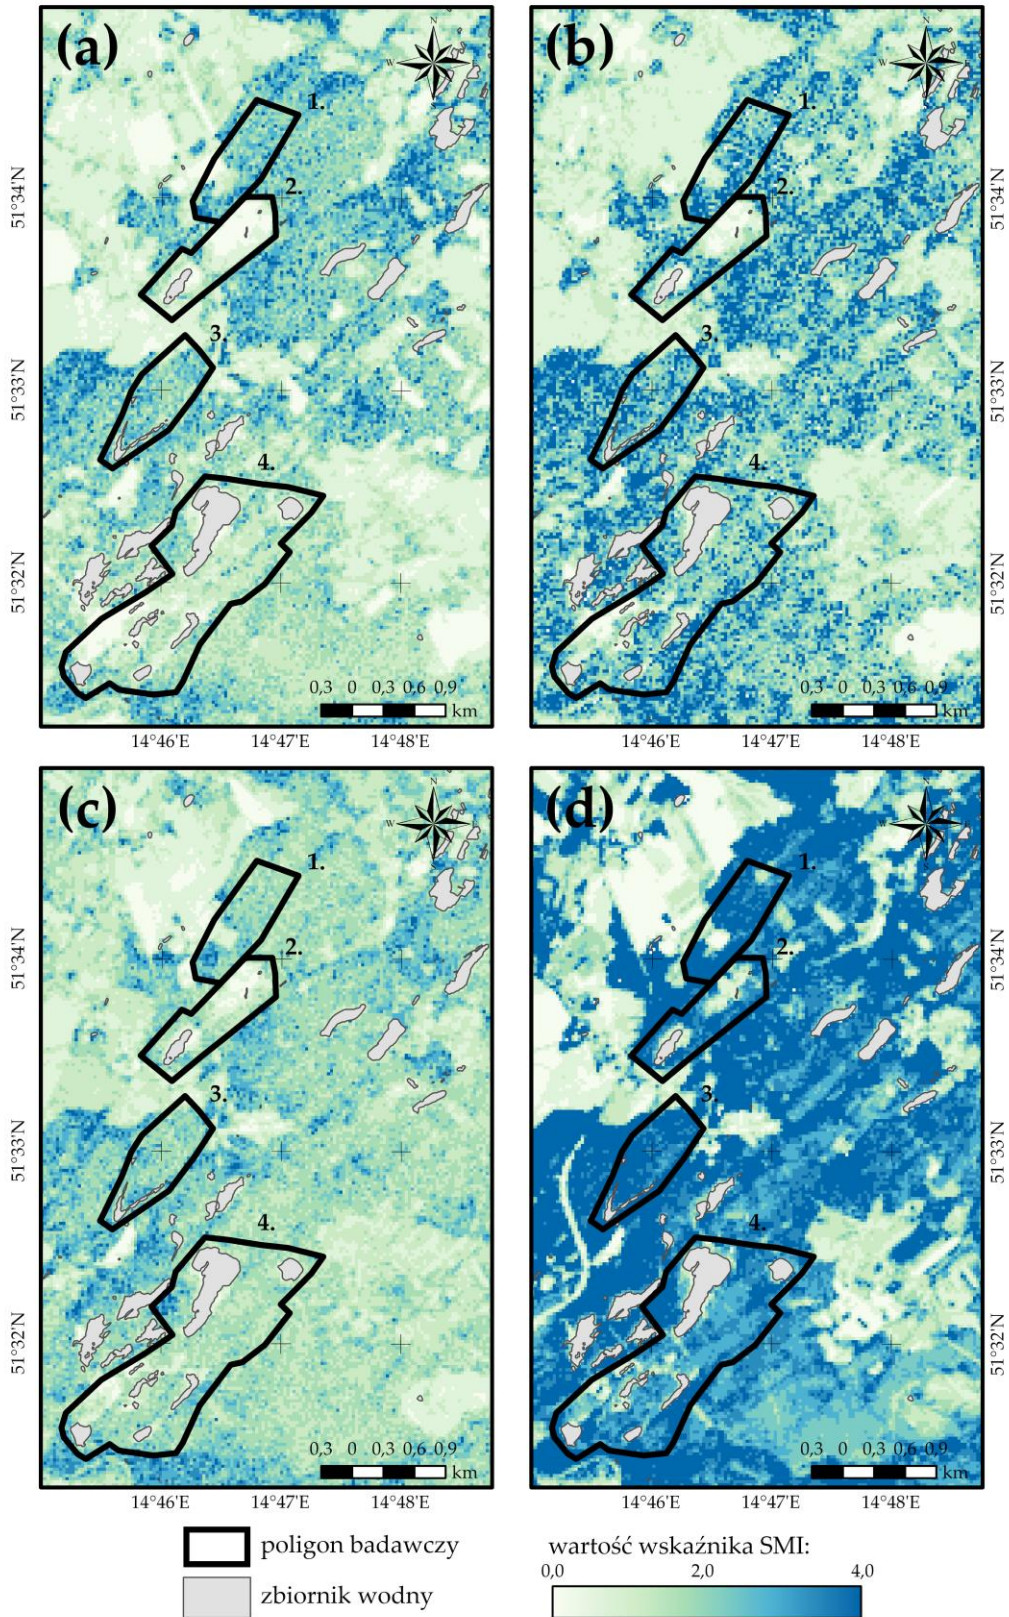 (a)
(b)
N
W
N
W
1.
1.
2.
2.
3.
3.
4.
4.
51°34'N
51°33'N
51°32'N
51°34'N
51°33'N
51°32'N
0,3 0 0,3 0,6 0,9
km
0,3 0 0,3 0,6 0,9
km
14°46'E 14°47'E 14°48'E
14°46'E 14°47'E 14°48'E
(c)
(d)
N
W
N
W
1.
1.
2.
2.
3.
3.
4.
4.
51°34'N
51°33'N
51°32'N
51°34'N
51°33'N
51°32'N
0,3 0 0,3 0,6 0,9
km
0,3 0 0,3 0,6 0,9
km
14°46'E 14°47'E 14°48'E
14°46'E 14°47'E 14°48'E
poligon badawczy
zbiornik wodny
wartość wskaźnika SMI:
0,0 2,0 4,0